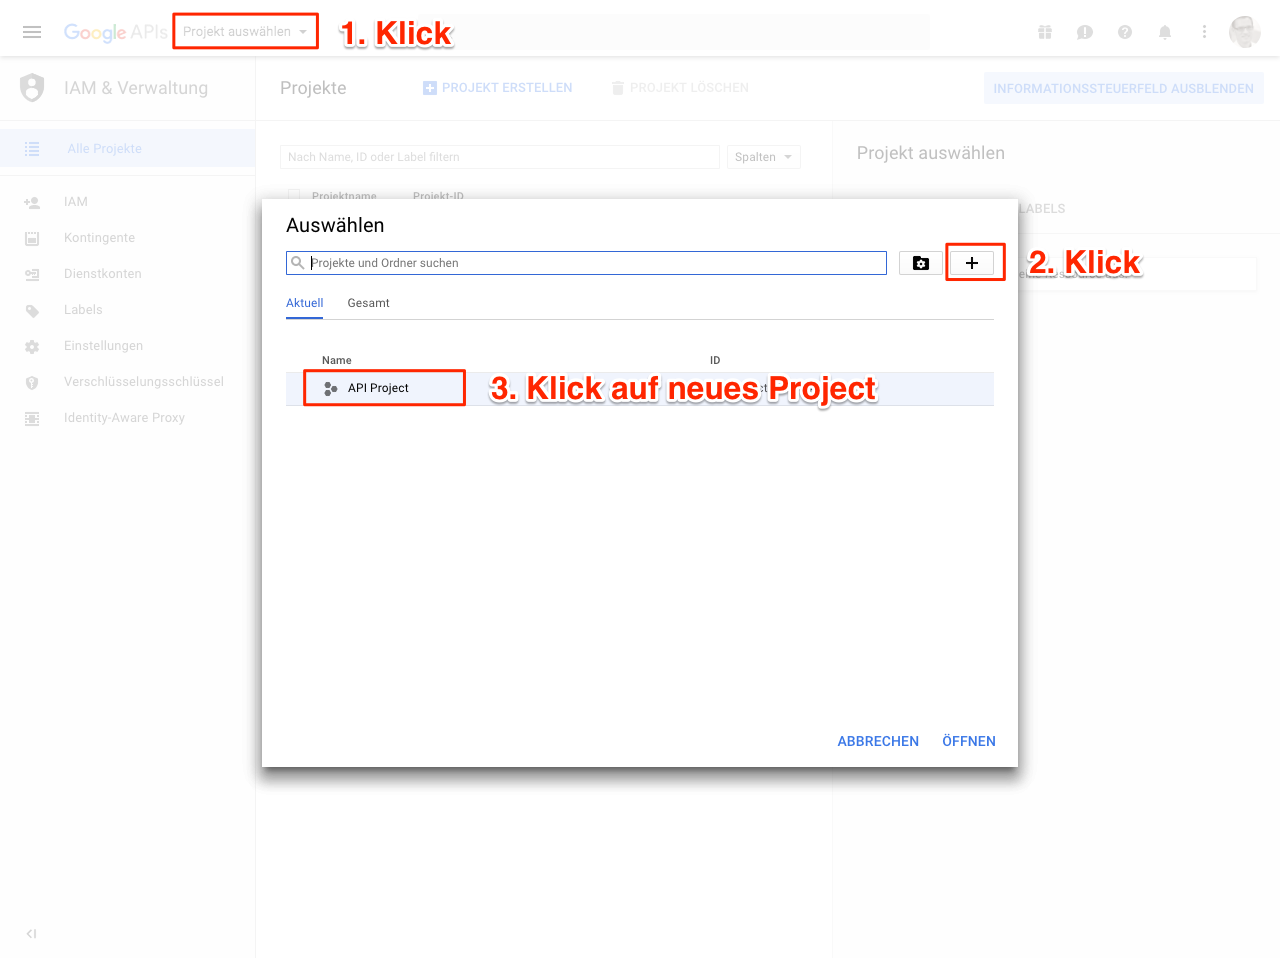 Google APIs Projekt auswählen 1. Klick
IAM & Verwaltung
Projekte
PROJEKT ERSTELLEN
PROJEKT LÖSCHEN
INFORMATIONSSTEUERFELD AUSBLENDEN
Alle Projekte
IAM
Kontingente
Dienstkonten
Labels
Einstellungen
Verschlüsselungsschlüssel
Identity-Aware Proxy
Nach Name, ID oder Label filtern
Spalten
Projektname Projekt-ID
Projekt auswählen
LABELS
Auswählen
Projekte und Ordner suchen
2. Klick
Aktuell Gesamt
Name ID
API Project
3. Klick auf neues Project
ABBRECHEN ÖFFNEN